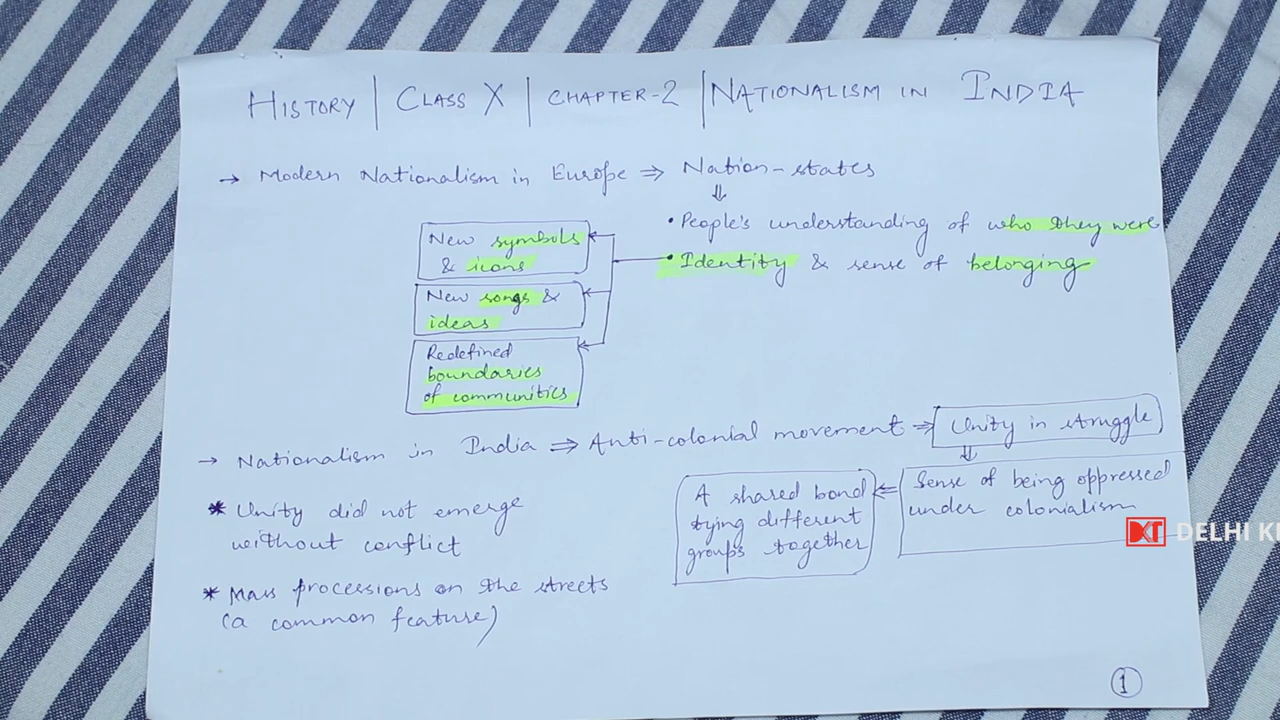 HISTORY | CLASS X | CHAPTER-2 | NATIONALISM IN INDIA
→ Modern Nationalism in Europe ⇒ Nation-states
⇓
• People's understanding of who they were
• Identity & sense of belonging
New symbols
& icons
New songs &
ideas
Redefined
boundaries
of communities
→ Nationalism in India ⇒ Anti-colonial movement ⇒ Unity in struggle
⇓
Sense of being oppressed
under colonialism
⇐
A shared bond
tying different
groups together
* Unity did not emerge
without conflict
* Mass processions on the streets
(a common feature)
1
DKT DELHI K